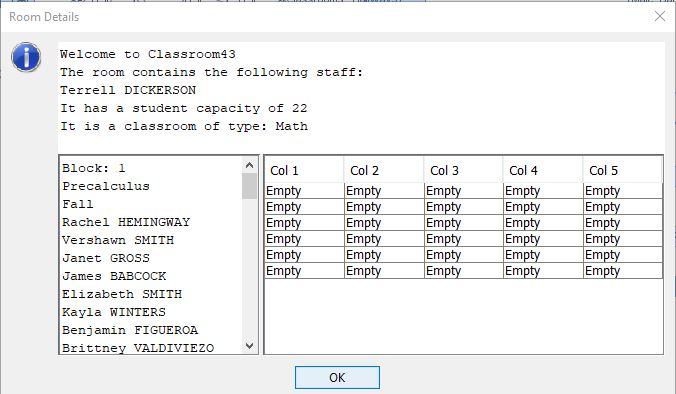 Room Details
Welcome to Classroom43
The room contains the following staff:
Terrell DICKERSON
It has a student capacity of 22
It is a classroom of type: Math
Block: 1
Precalculus
Fall
Rachel HEMINGWAY
Vershawn SMITH
Janet GROSS
James BABCOCK
Elizabeth SMITH
Kayla WINTERS
Benjamin FIGUEROA
Brittney VALDIVIEZO
Col 1 Col 2 Col 3 Col 4 Col 5
Empty Empty Empty Empty Empty
Empty Empty Empty Empty Empty
Empty Empty Empty Empty Empty
Empty Empty Empty Empty Empty
Empty Empty Empty Empty Empty
Empty Empty Empty Empty Empty
OK